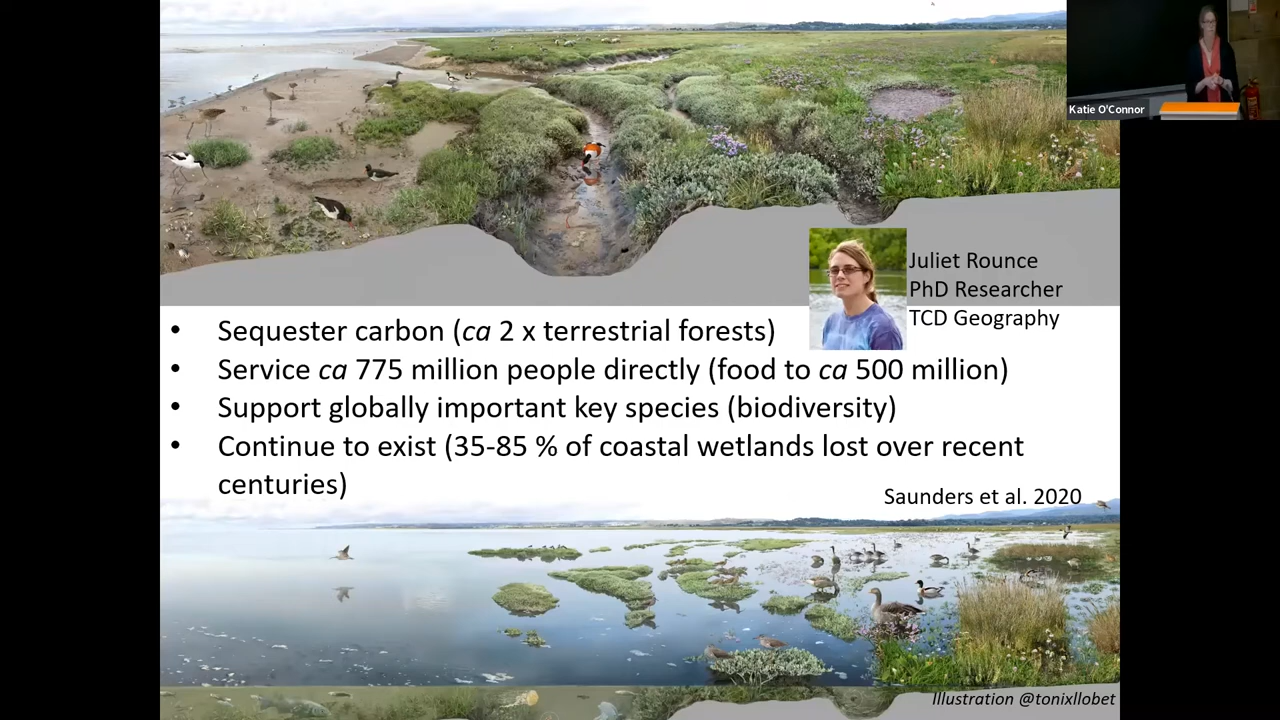 Katie O'Connor
Juliet Rounce
PhD Researcher
TCD Geography
• Sequester carbon (ca 2 x terrestrial forests)
• Service ca 775 million people directly (food to ca 500 million)
• Support globally important key species (biodiversity)
• Continue to exist (35-85 % of coastal wetlands lost over recent
centuries)
Saunders et al. 2020
Illustration @tonixllobet